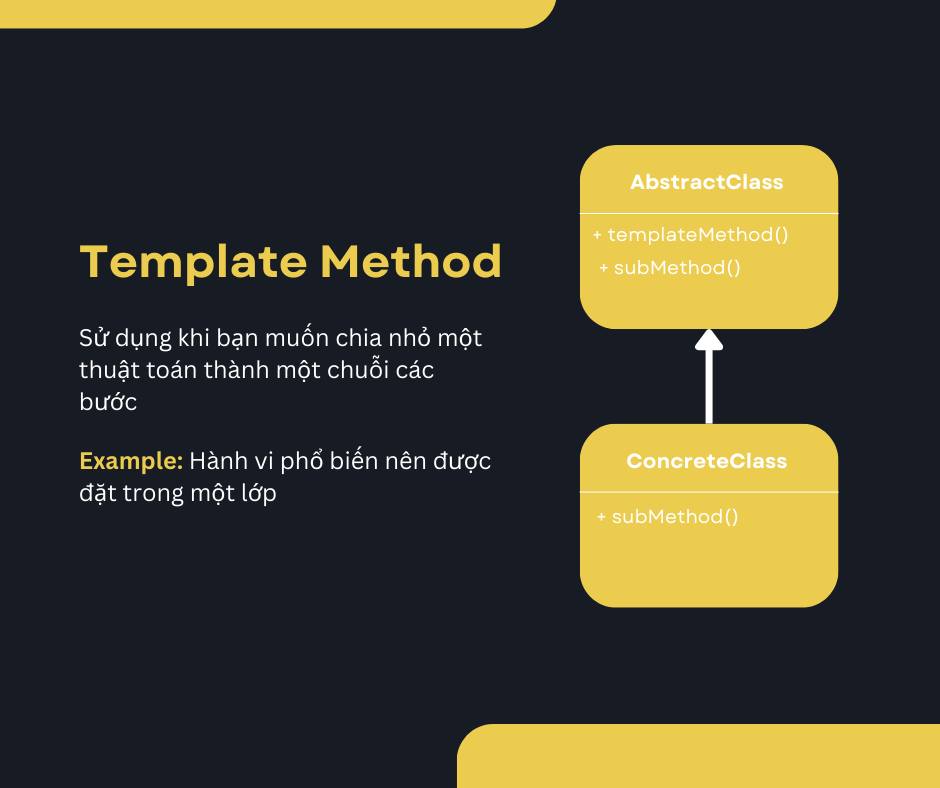 Template Method
Sử dụng khi bạn muốn chia nhỏ một
thuật toán thành một chuỗi các
bước
Example: Hành vi phổ biến nên được
đặt trong một lớp
AbstractClass
+ templateMethod()
+ subMethod()
ConcreteClass
+ subMethod()